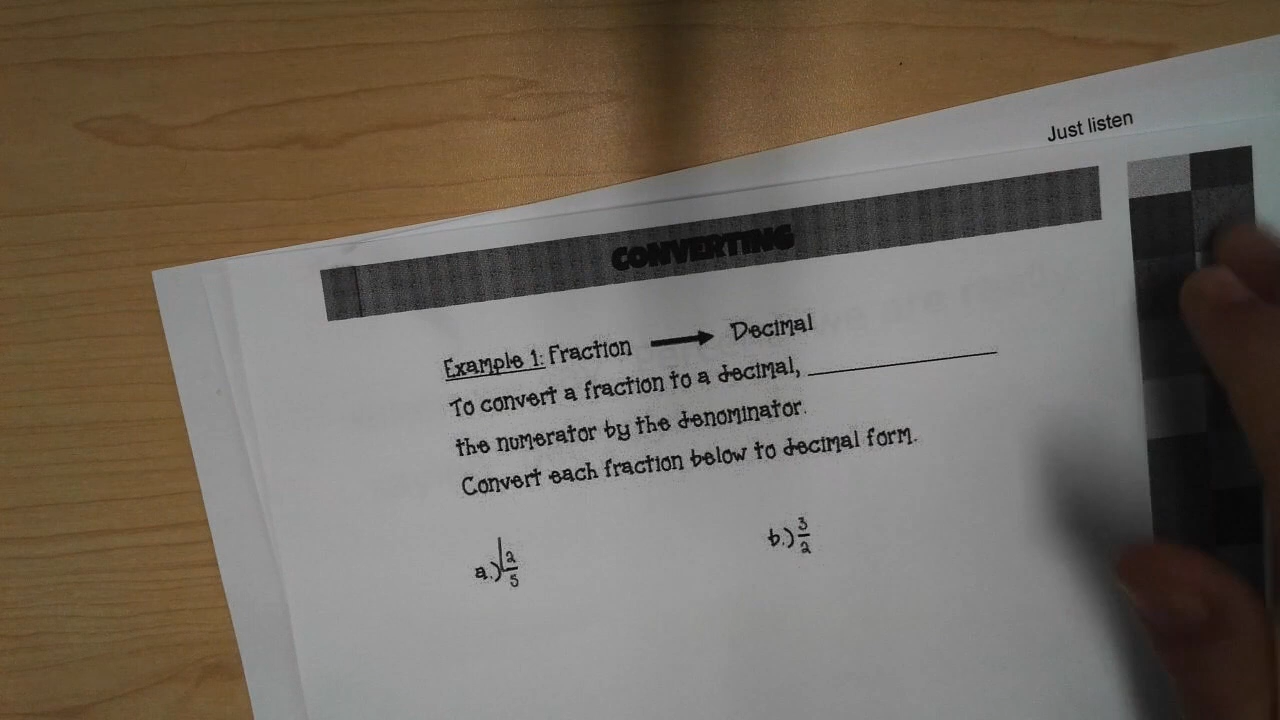 Just listen
CONVERTING
Example 1: Fraction → Decimal
To convert a fraction to a decimal, ____________
the numerator by the denominator.
Convert each fraction below to decimal form.
a.) 2/5 b.) 3/2